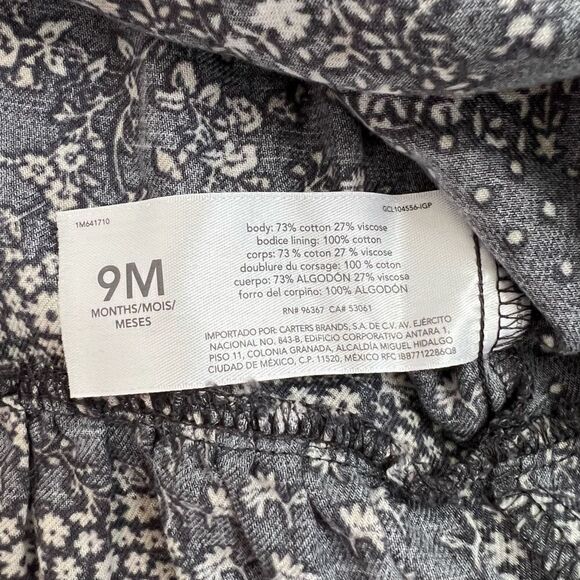 1M641710
GCL104556-IGP
9M
MONTHS/MOIS/
MESES
body: 73% cotton 27% viscose
bodice lining: 100% cotton
corps: 73 % coton 27 % viscose
doublure du corsage: 100 % coton
cuerpo: 73% ALGODÓN 27% viscosa
forro del corpiño: 100% ALGODÓN
RN# 96367 CA# 53061
IMPORTADO POR: CARTERS BRANDS, S.A. DE C.V. AV. EJÉRCITO
NACIONAL NO. 843-B, EDIFICIO CORPORATIVO ANTARA 1,
PISO 11, COLONIA GRANADA, ALCALDÍA MIGUEL HIDALGO
CIUDAD DE MÉXICO, C.P. 11520, MÉXICO RFC IBB7712286Q8